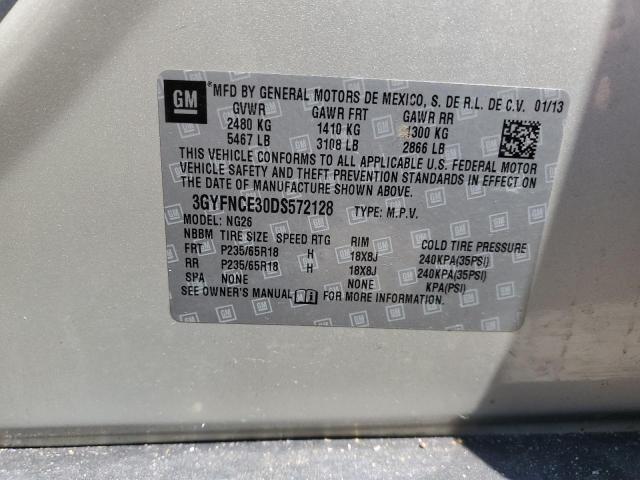 GM
MFD BY GENERAL MOTORS DE MEXICO, S. DE R.L. DE C.V. 01/13
GVWR GAWR FRT GAWR RR
2480 KG 1410 KG 1300 KG
5467 LB 3108 LB 2866 LB
THIS VEHICLE CONFORMS TO ALL APPLICABLE U.S. FEDERAL MOTOR
VEHICLE SAFETY AND THEFT PREVENTION STANDARDS IN EFFECT ON
THE DATE OF MANUFACTURE SHOWN ABOVE.
3GYFNCE30DS572128 TYPE: M.P.V.
MODEL: NG26
NBBM TIRE SIZE SPEED RTG RIM COLD TIRE PRESSURE
FRT P235/65R18 H 18X8J 240KPA(35PSI)
RR P235/65R18 H 18X8J 240KPA(35PSI)
SPA NONE NONE KPA(PSI)
SEE OWNER'S MANUAL FOR MORE INFORMATION.